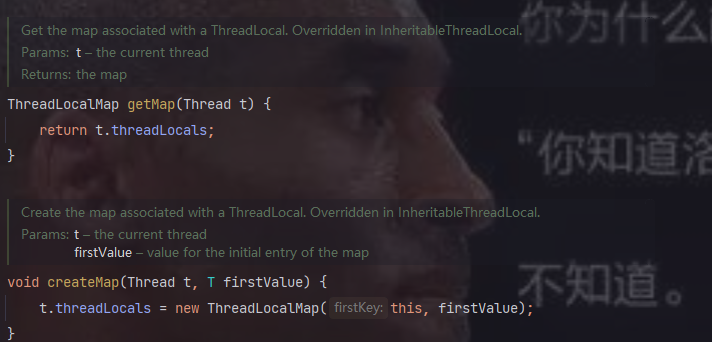 Get the map associated with a ThreadLocal. Overridden in InheritableThreadLocal.
你为什么
Params: t – the current thread
Returns: the map
ThreadLocalMap getMap(Thread t) {
return t.threadLocals;
“你知道洛
}
Create the map associated with a ThreadLocal. Overridden in InheritableThreadLocal.
Params: t – the current thread
firstValue – value for the initial entry of the map
void createMap(Thread t, T firstValue) {
不知道。
t.threadLocals = new ThreadLocalMap( firstKey: this, firstValue);
}